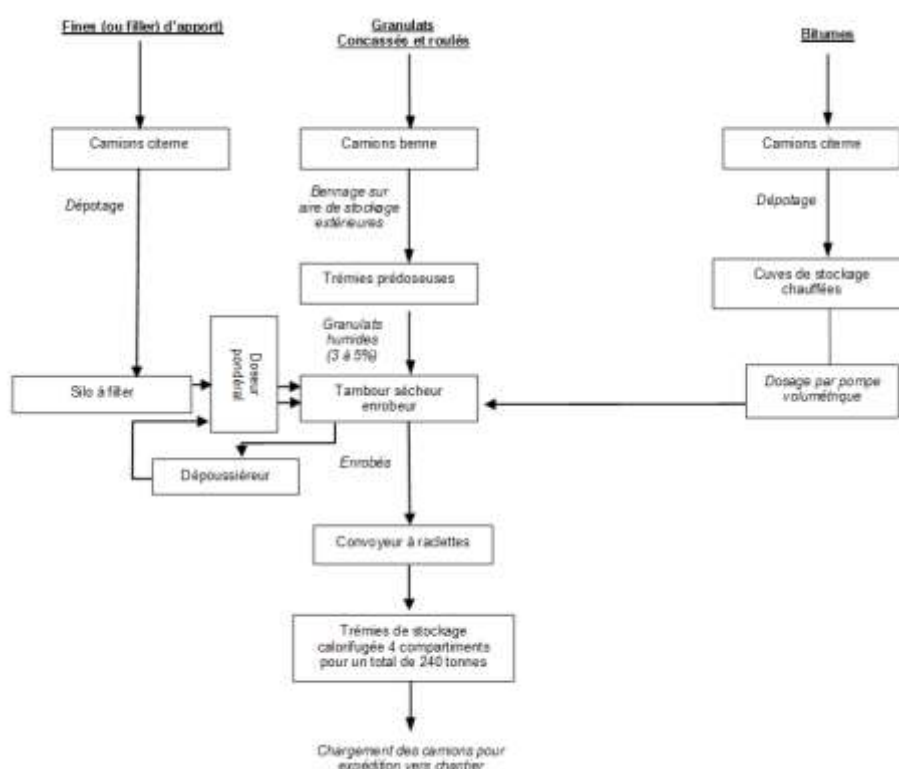 Fines (ou filler) d'apport)
Granulats
Concassés et roulés
Bitumes
Camions citerne
Camions benne
Camions citerne
Dépotage
Bennage sur
aire de stockage
extérieures
Dépotage
Trémies prédoseuses
Cuves de stockage
chauffées
Granulats
humides
(3 à 5%)
Doseur
pondéral
Silo à filler
Tambour sécheur
enrobeur
Dosage par pompe
volumétrique
Dépoussiéreur
Enrobés
Convoyeur à raclettes
Trémies de stockage
calorifugée 4 compartiments
pour un total de 240 tonnes
Chargement des camions pour
expédition vers chantier